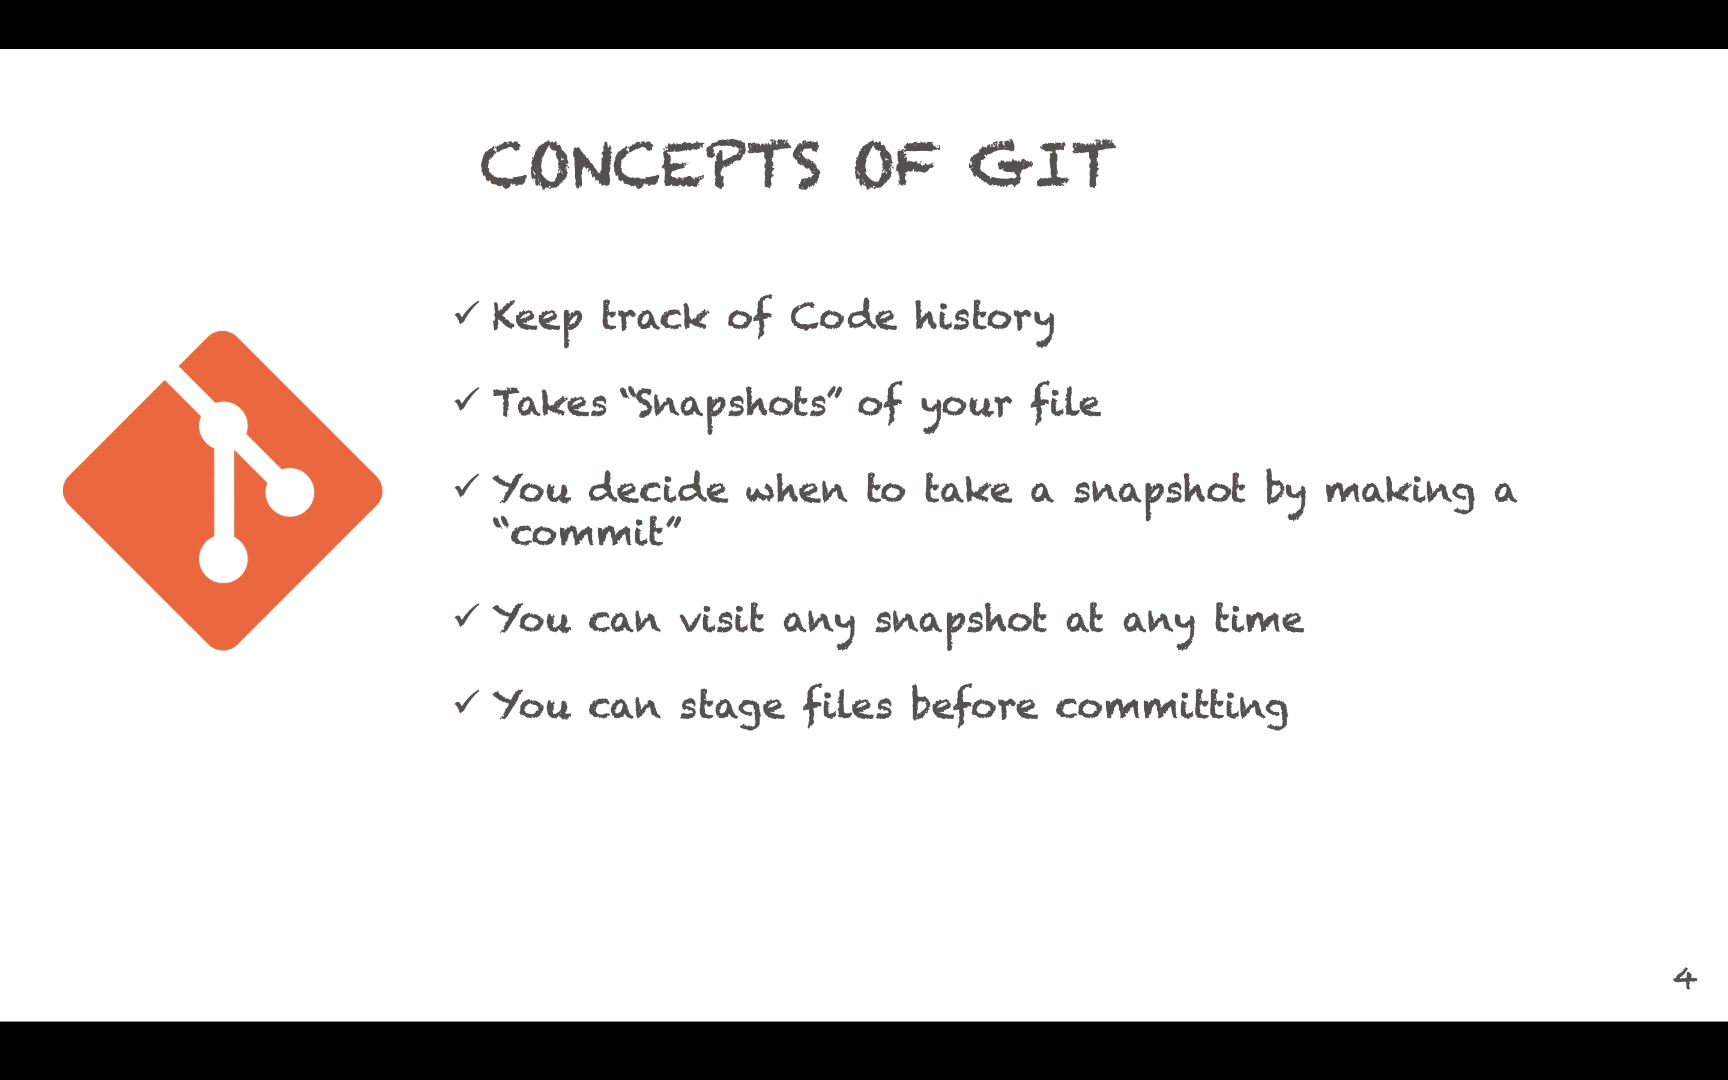 CONCEPTS OF GIT
✓ Keep track of Code history
✓ Takes “Snapshots” of your file
✓ You decide when to take a snapshot by making a
“commit”
✓ You can visit any snapshot at any time
✓ You can stage files before committing
4